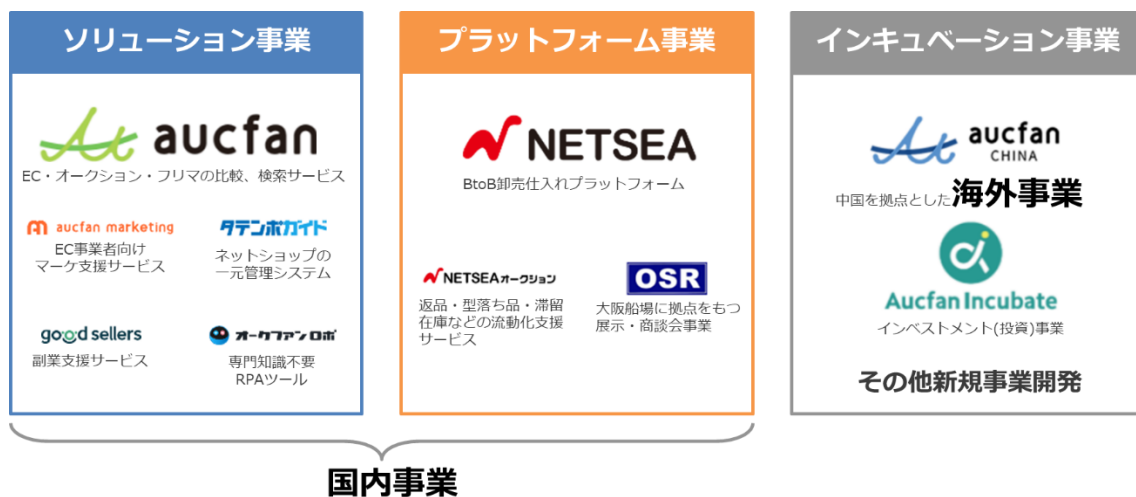 ソリューション事業
aucfan
EC・オークション・フリマの比較、検索サービス
aucfan marketing
EC事業者向け
マーケ支援サービス
タテンポガイド
ネットショップの
一元管理システム
good sellers
副業支援サービス
オークファンロボ
専門知識不要
RPAツール
プラットフォーム事業
NETSEA
BtoB卸売仕入れプラットフォーム
NETSEAオークション
返品・型落ち品・滞留
在庫などの流動化支援
サービス
OSR
大阪船場に拠点をもつ
展示・商談会事業
インキュベーション事業
aucfan
CHINA
中国を拠点とした海外事業
Aucfan Incubate
インベストメント(投資)事業
その他新規事業開発
国内事業